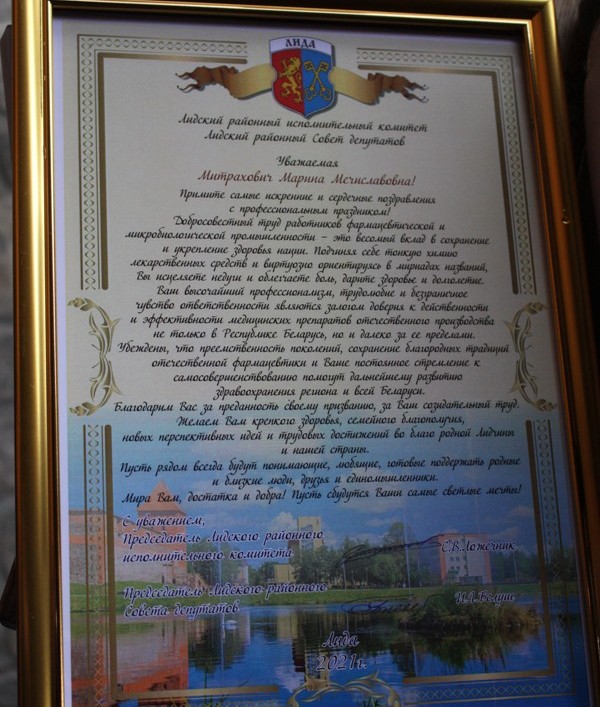 ЛИДА
Лидский районный исполнительный комитет
Лидский районный Совет депутатов
Уважаемая
Митрахович Марина Мечиславовна!
Примите самые искренние и сердечные поздравления
с профессиональным праздником!
Добросовестный труд работников фармацевтической и
микробиологической промышленности – это весомый вклад в сохранение
и укрепление здоровья нации. Подчиняя себе тонкую химию
лекарственных средств и виртуозно ориентируясь в мириадах названий,
Вы исцеляете недуги и облегчаете боль, дарите здоровье и долголетие.
Ваш высочайший профессионализм, трудолюбие и безграничное
чувство ответственности являются залогом доверия к действенности
и эффективности медицинских препаратов отечественного производства
не только в Республике Беларусь, но и далеко за ее пределами.
Убеждены, что преемственность поколений, сохранение благородных традиций
отечественной фармацевтики и Ваше постоянное стремление к
самосовершенствованию помогут дальнейшему развитию
здравоохранения региона и всей Беларуси.
Благодарим Вас за преданность своему призванию, за Ваш созидательный труд.
Желаем Вам крепкого здоровья, семейного благополучия,
новых перспективных идей и трудовых достижений во благо родной Лидчины
и нашей страны.
Пусть рядом всегда будут понимающие, любящие, готовые поддержать родные
и близкие люди, друзья и единомышленники.
Мира Вам, достатка и добра! Пусть сбудутся Ваши самые светлые мечты!
С уважением,
Председатель Лидского районного
исполнительного комитета С.В.Ложечник
Председатель Лидского районного
Совета депутатов
Лида
2021г.